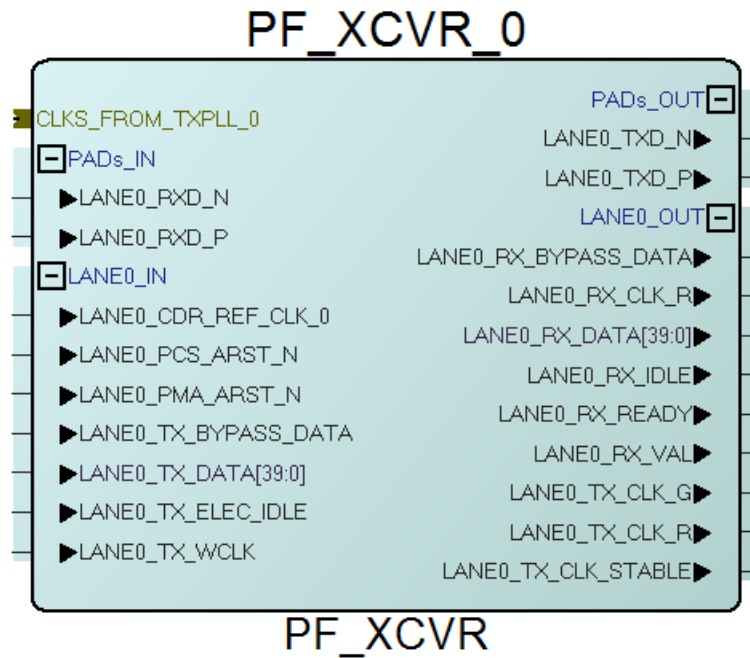 PF_XCVR_0
CLKS_FROM_TXPLL_0
PADs_IN
LANE0_RXD_N
LANE0_RXD_P
LANE0_IN
LANE0_CDR_REF_CLK_0
LANE0_PCS_ARST_N
LANE0_PMA_ARST_N
LANE0_TX_BYPASS_DATA
LANE0_TX_DATA[39:0]
LANE0_TX_ELEC_IDLE
LANE0_TX_WCLK
PADs_OUT
LANE0_TXD_N
LANE0_TXD_P
LANE0_OUT
LANE0_RX_BYPASS_DATA
LANE0_RX_CLK_R
LANE0_RX_DATA[39:0]
LANE0_RX_IDLE
LANE0_RX_READY
LANE0_RX_VAL
LANE0_TX_CLK_G
LANE0_TX_CLK_R
LANE0_TX_CLK_STABLE
PF_XCVR